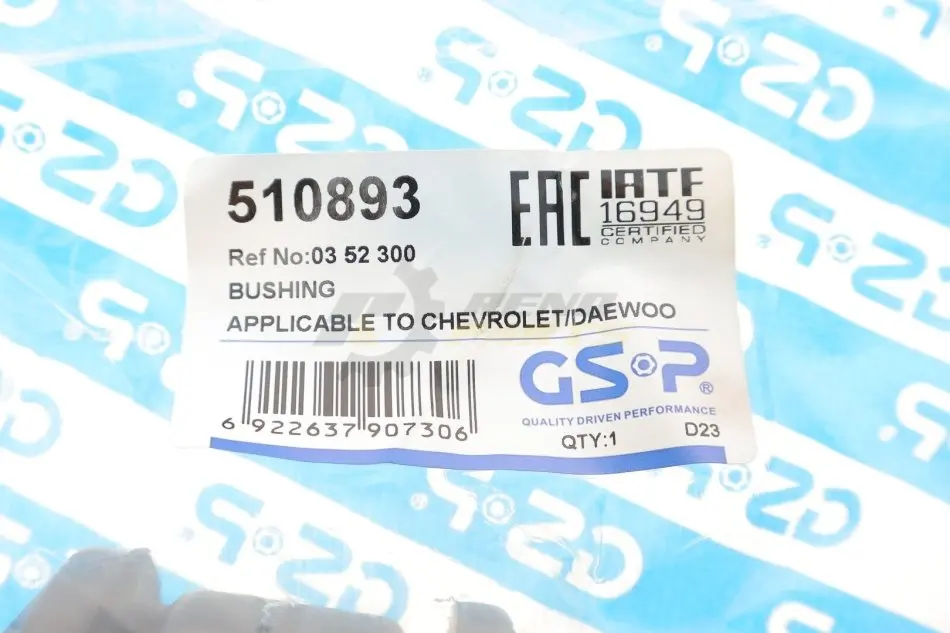 510893
EAC
IATF
16949
CERTIFIED
COMPANY
Ref No:03 52 300
BUSHING
APPLICABLE TO CHEVROLET/DAEWOO
GSP®
QUALITY DRIVEN PERFORMANCE
6 922637 907306
QTY:1
D23